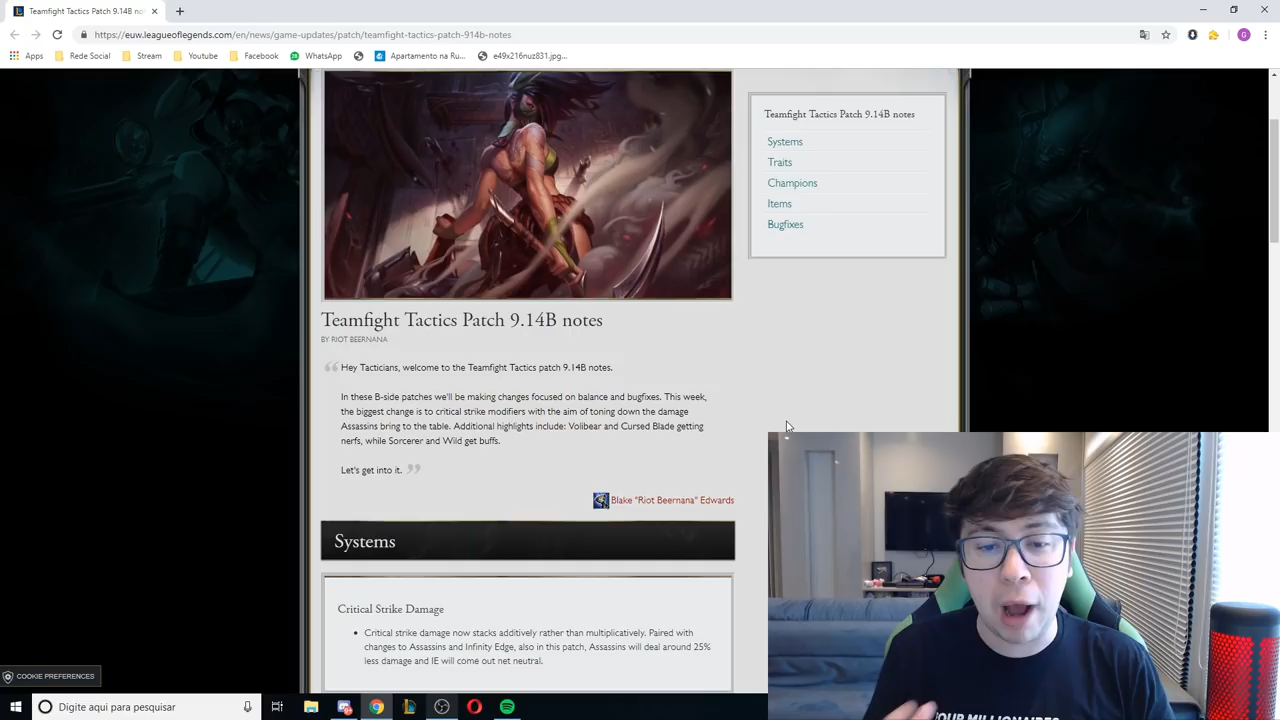 Teamfight Tactics Patch 9.14B notes
https://euw.leagueoflegends.com/en/news/game-updates/patch/teamfight-tactics-patch-914b-notes
G
Apps Rede Social Stream Youtube Facebook WhatsApp Apartamento na Ru... e49x216nuz831.jpg...
Teamfight Tactics Patch 9.14B notes
Systems
Traits
Champions
Items
Bugfixes
Teamfight Tactics Patch 9.14B notes
BY RIOT BEERNANA
“ Hey Tacticians, welcome to the Teamfight Tactics patch 9.14B notes.
In these B-side patches we'll be making changes focused on balance and bugfixes. This week,
the biggest change is to critical strike modifiers with the aim of toning down the damage
Assassins bring to the table. Additional highlights include: Volibear and Cursed Blade getting
nerfs, while Sorcerer and Wild get buffs.
Let's get into it. ”
Blake "Riot Beernana" Edwards
Systems
Critical Strike Damage
• Critical strike damage now stacks additively rather than multiplicatively. Paired with
changes to Assassins and Infinity Edge, also in this patch, Assassins will deal around 25%
less damage and IE will come out net neutral.
COOKIE PREFERENCES
Digite aqui para pesquisar
FOUR MILLIONAIRES